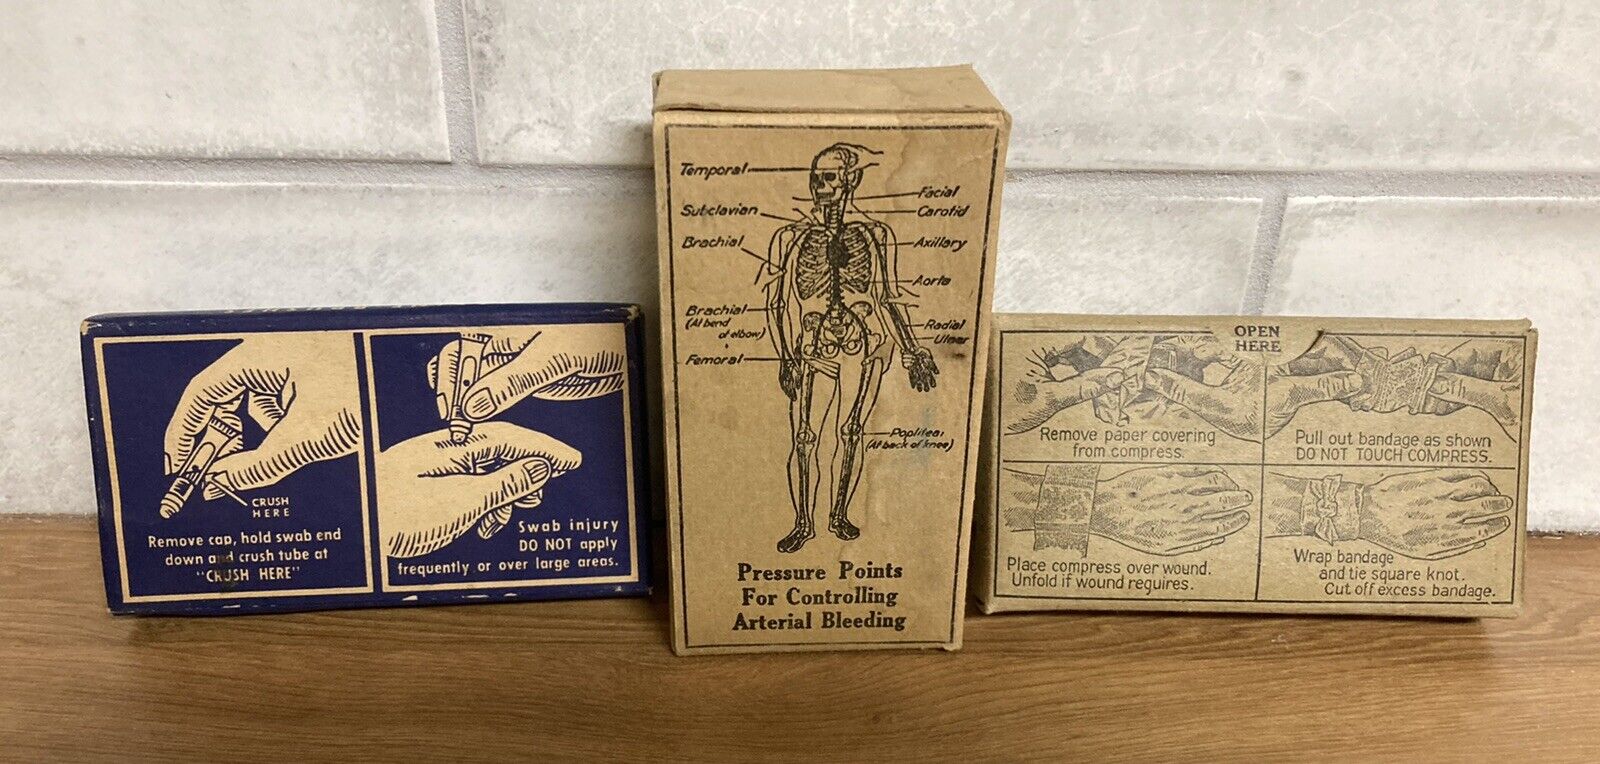 CRUSH
HERE
Remove cap, hold swab end
down and crush tube at
"CRUSH HERE"
Swab injury
DO NOT apply
frequently or over large areas.
Temporal
Subclavian
Brachial
Brachial
(At bend
of elbow)
Femoral
Facial
Carotid
Axillary
Aorta
Radial
Ulnar
Popliteal
(At back of knee)
Pressure Points
For Controlling
Arterial Bleeding
OPEN
HERE
Remove paper covering
from compress.
Pull out bandage as shown
DO NOT TOUCH COMPRESS.
Place compress over wound.
Unfold if wound requires.
Wrap bandage
and tie square knot.
Cut off excess bandage.